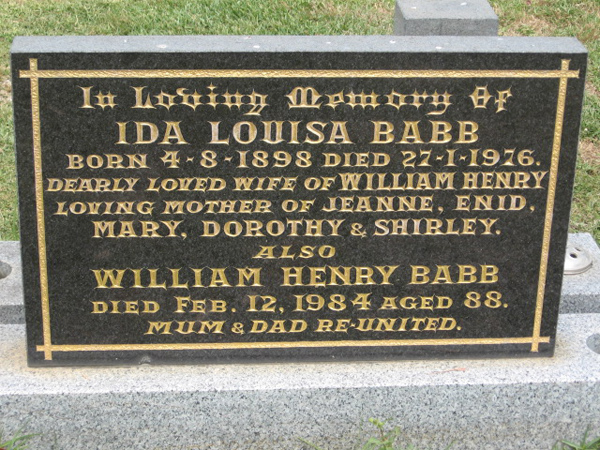 In Loving Memory Of
IDA LOUISA BABB
BORN 4-8-1898 DIED 27-1-1976.
DEARLY LOVED WIFE OF WILLIAM HENRY
LOVING MOTHER OF JEANNE, ENID,
MARY, DOROTHY & SHIRLEY.
ALSO
WILLIAM HENRY BABB
DIED FEB. 12, 1984 AGED 88.
MUM & DAD RE-UNITED.